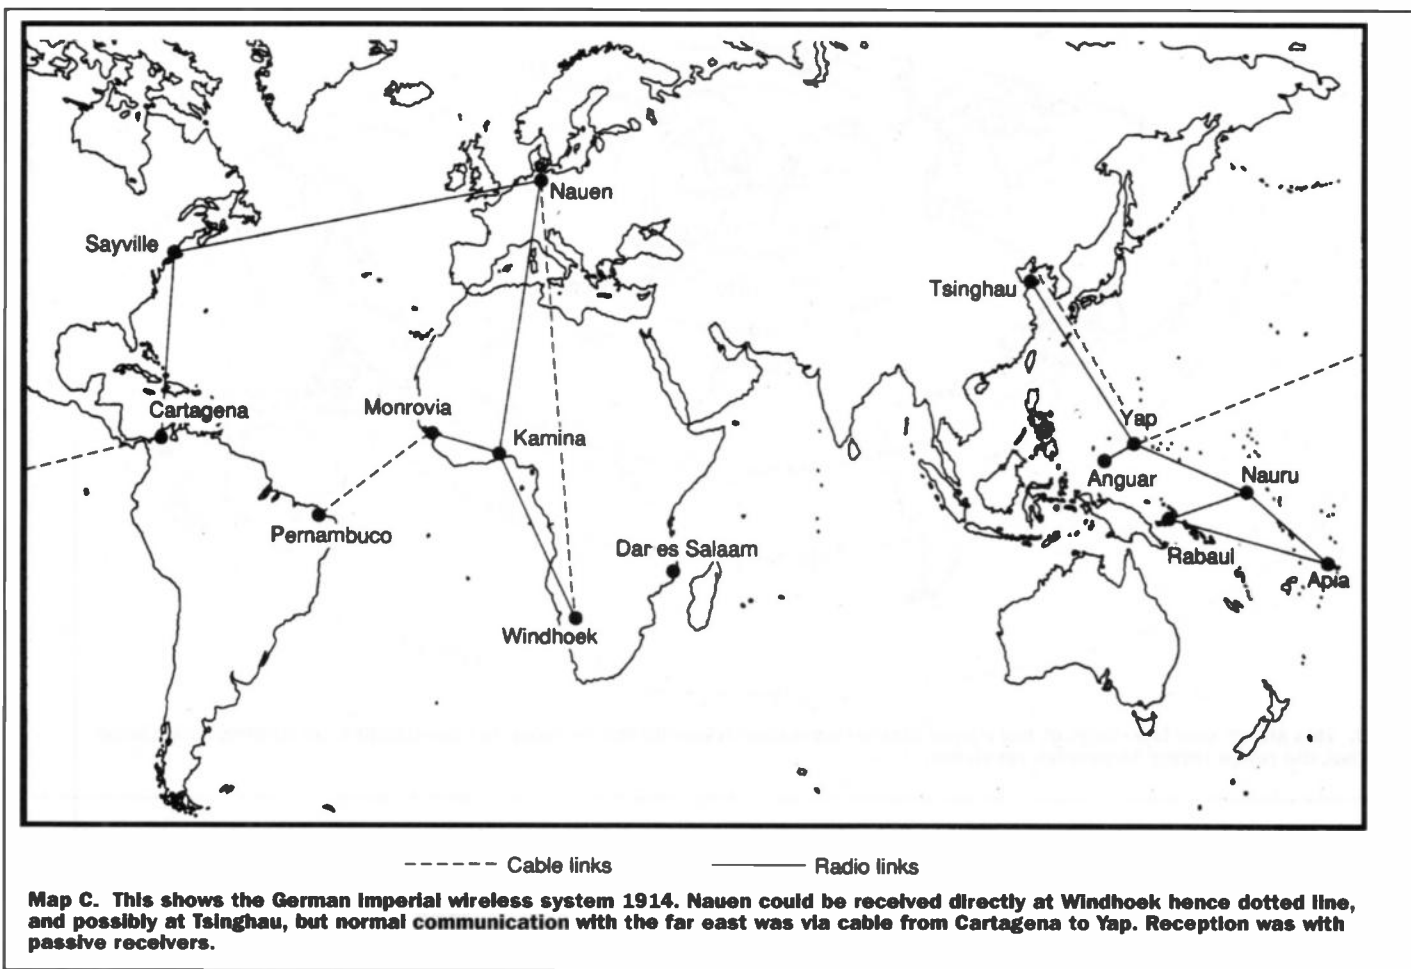 Nauen
Sayville
Tsinghau
Cartagena
Monrovia
Yap
Kamina
Anguar
Nauru
Pernambuco
Dar es Salaam
Rabaul
Apia
Windhoek
Cable links
Radio links
Map C. This shows the German Imperial wireless system 1914. Nauen could be received directly at Windhoek hence dotted line,
and possibly at Tsinghau, but normal communication with the far east was via cable from Cartagena to Yap. Reception was with
passive receivers.